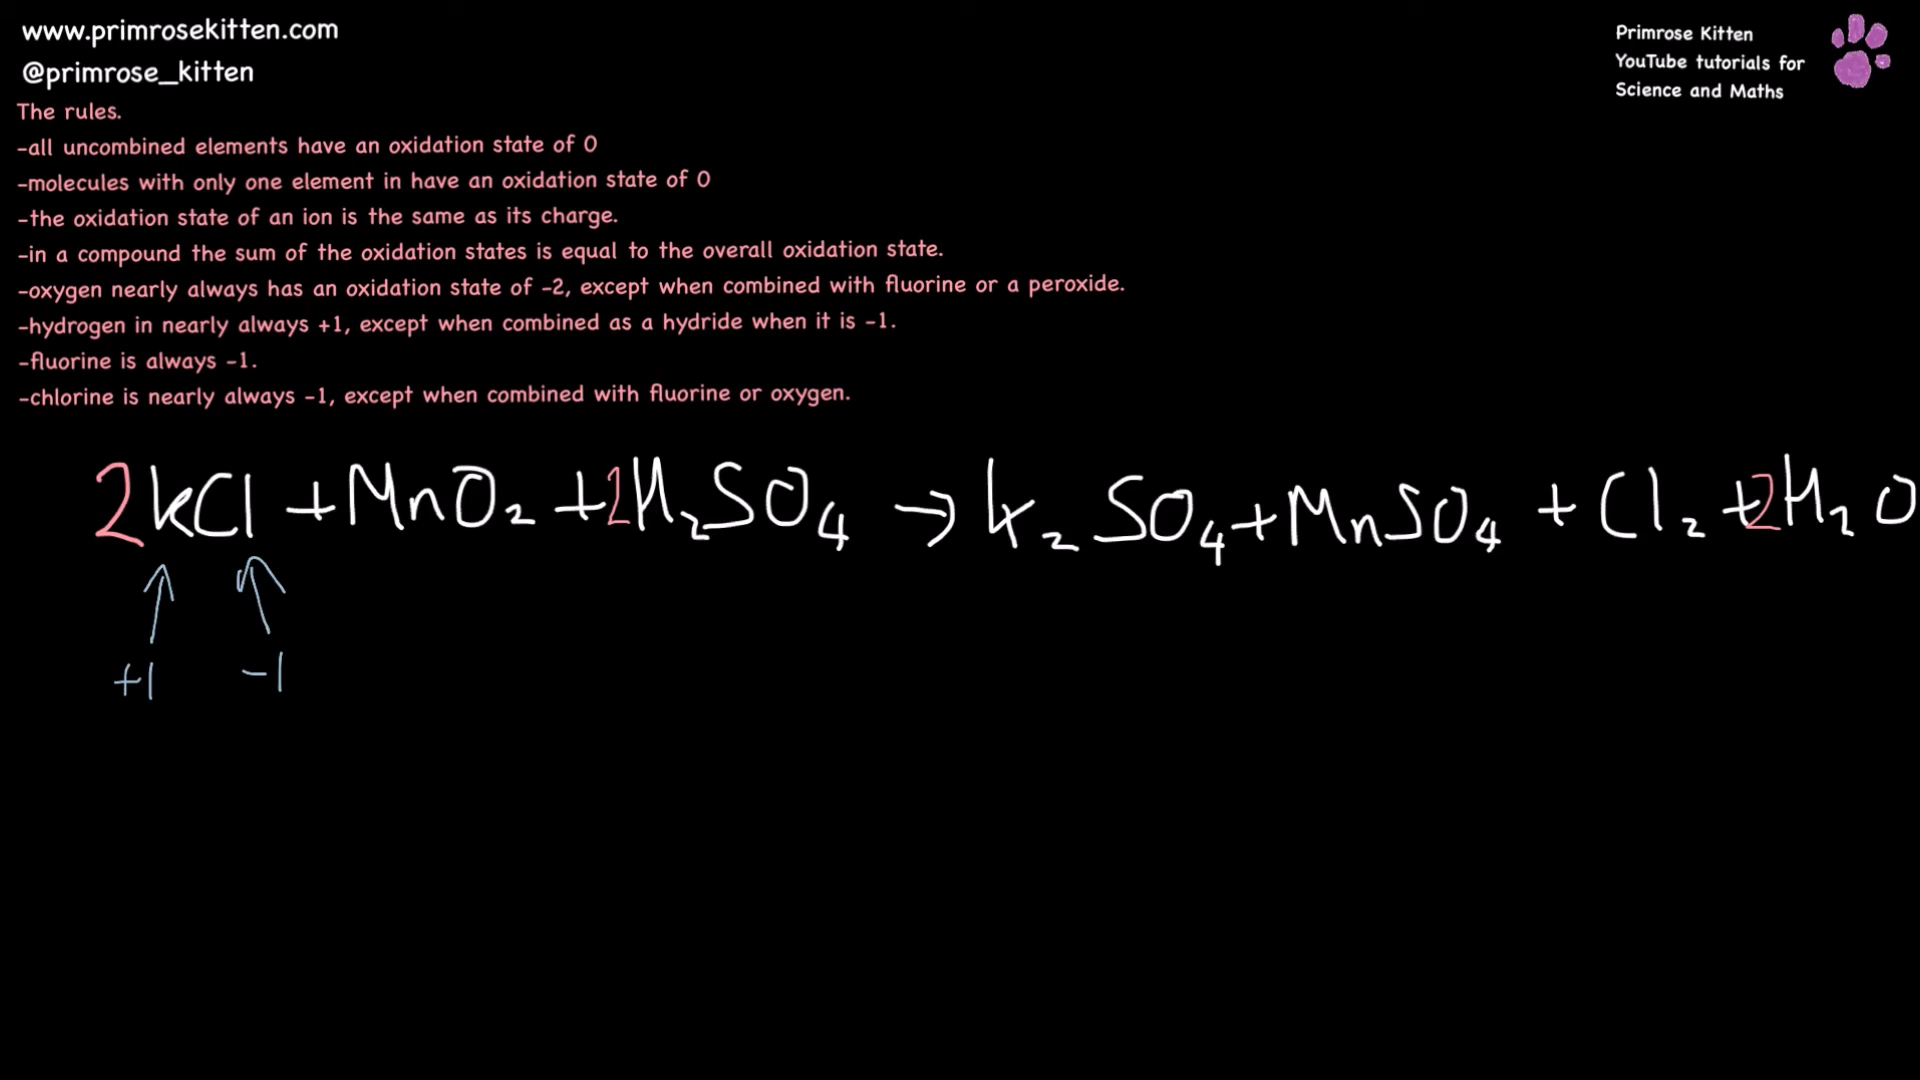 www.primrosekitten.com
@primrose_kitten
Primrose Kitten
YouTube tutorials for
Science and Maths
The rules.
-all uncombined elements have an oxidation state of 0
-molecules with only one element in have an oxidation state of 0
-the oxidation state of an ion is the same as its charge.
-in a compound the sum of the oxidation states is equal to the overall oxidation state.
-oxygen nearly always has an oxidation state of -2, except when combined with fluorine or a peroxide.
-hydrogen in nearly always +1, except when combined as a hydride when it is -1.
-fluorine is always -1.
-chlorine is nearly always -1, except when combined with fluorine or oxygen.
2KCl + MnO₂ + 2H₂SO₄ → K₂SO₄ + MnSO₄ + Cl₂ + 2H₂O
+1 -1